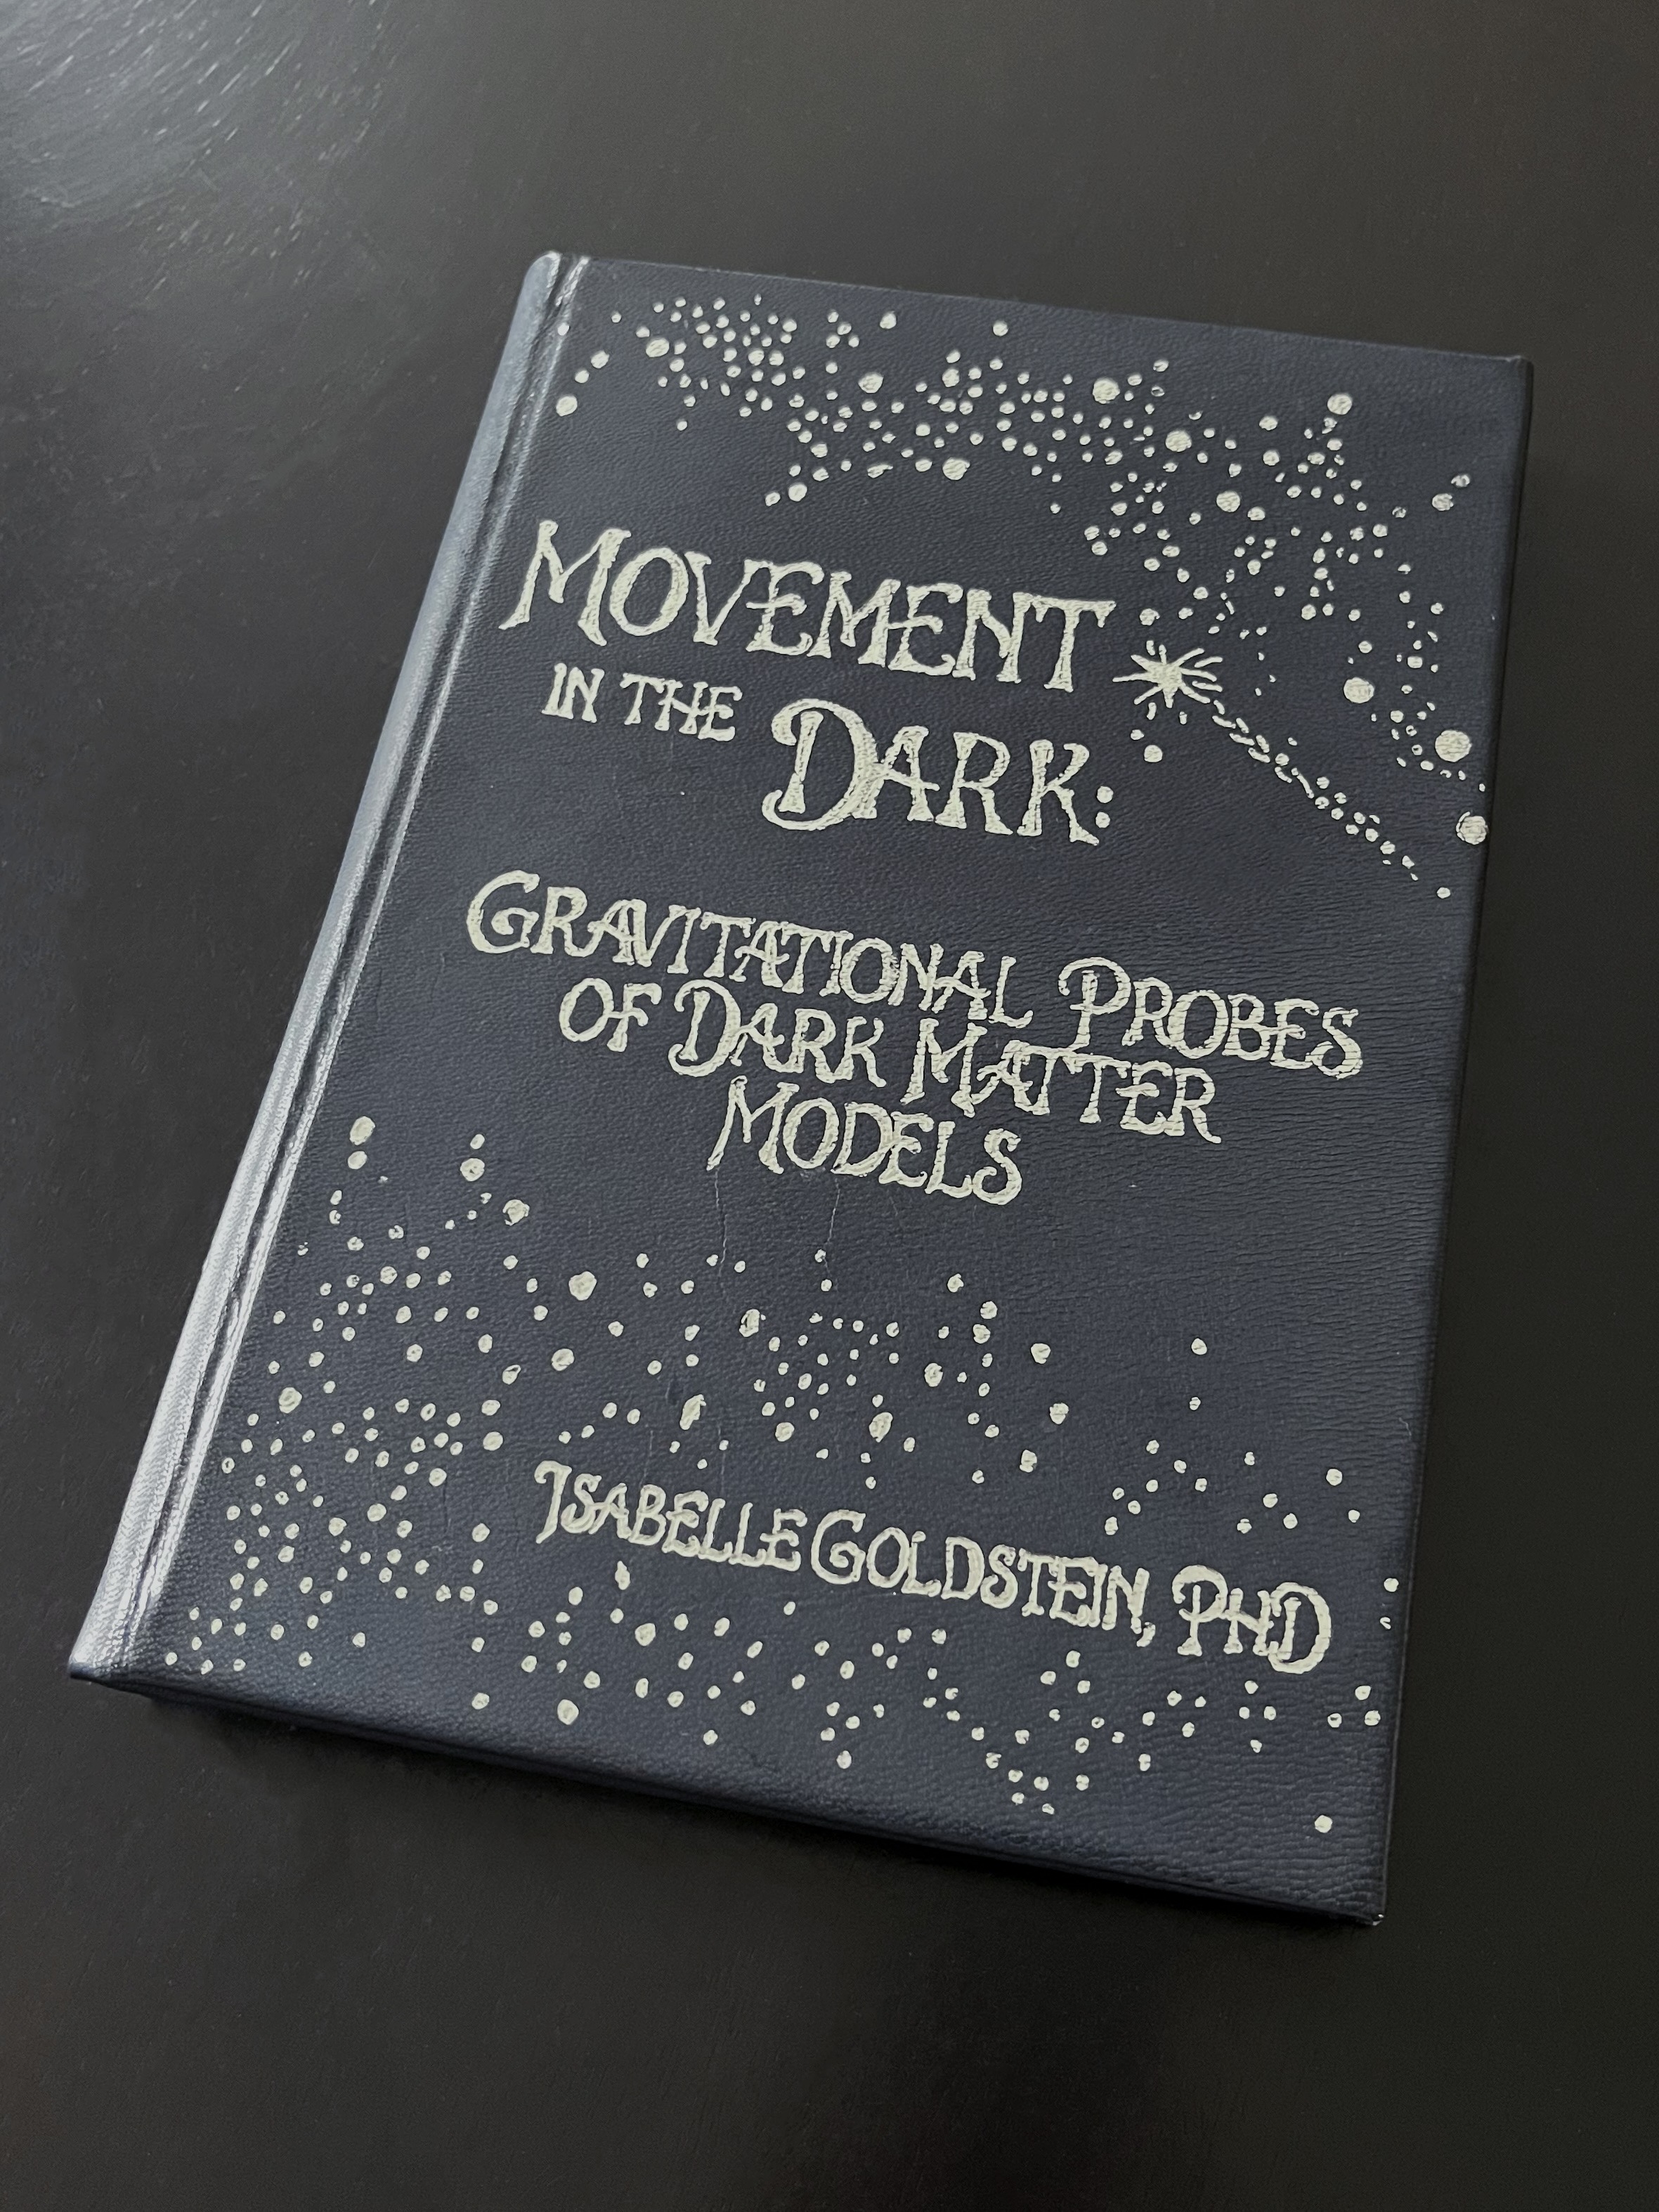 MOVEMENT
IN THE DARK:
GRAVITATIONAL PROBES
OF DARK MATTER
MODELS
ISABELLE GOLDSTEIN, PHD